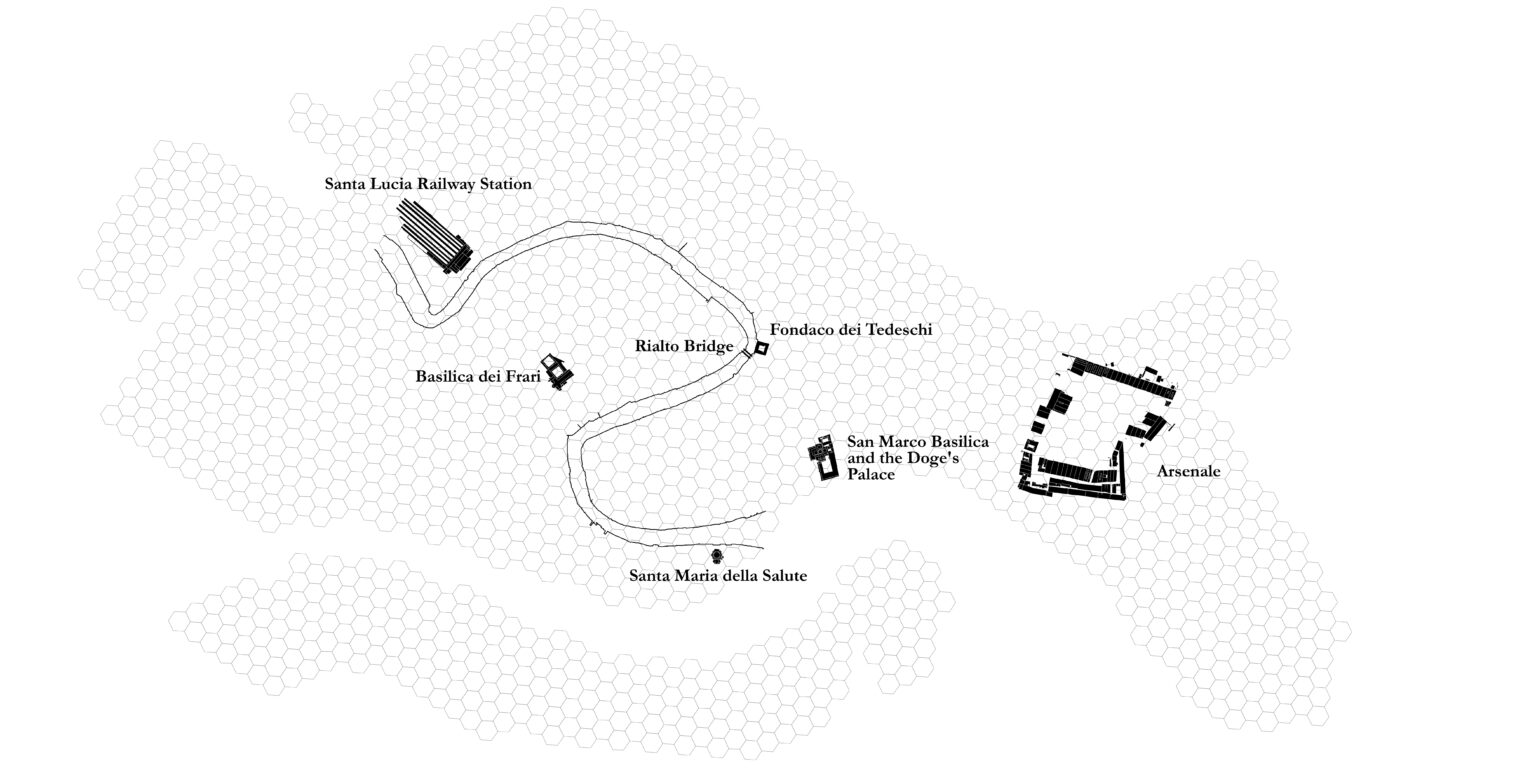 Santa Lucia Railway Station
Fondaco dei Tedeschi
Rialto Bridge
Basilica dei Frari
San Marco Basilica
and the Doge's
Palace
Arsenale
Santa Maria della Salute